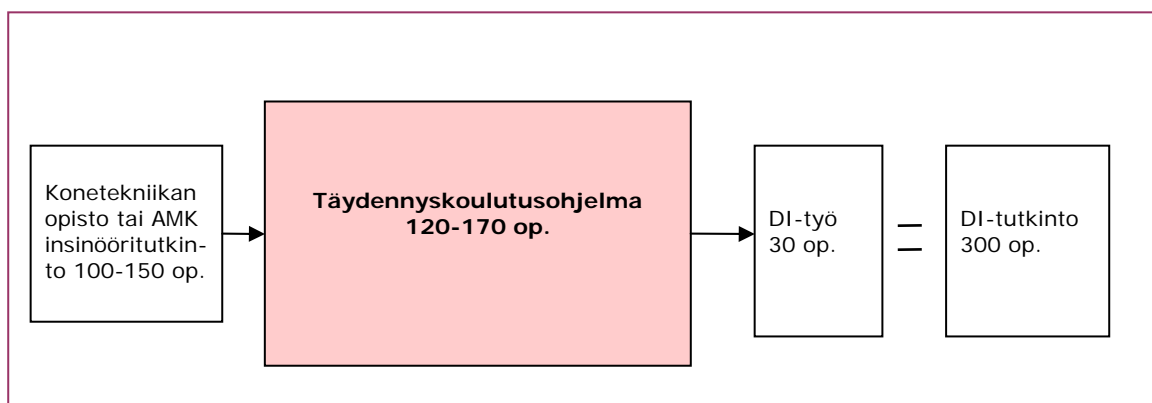 Konetekniikan
opisto tai AMK
insinööritutkin-
to 100-150 op.
Täydennyskoulutusohjelma
120-170 op.
DI-työ
30 op.
=
DI-tutkinto
300 op.